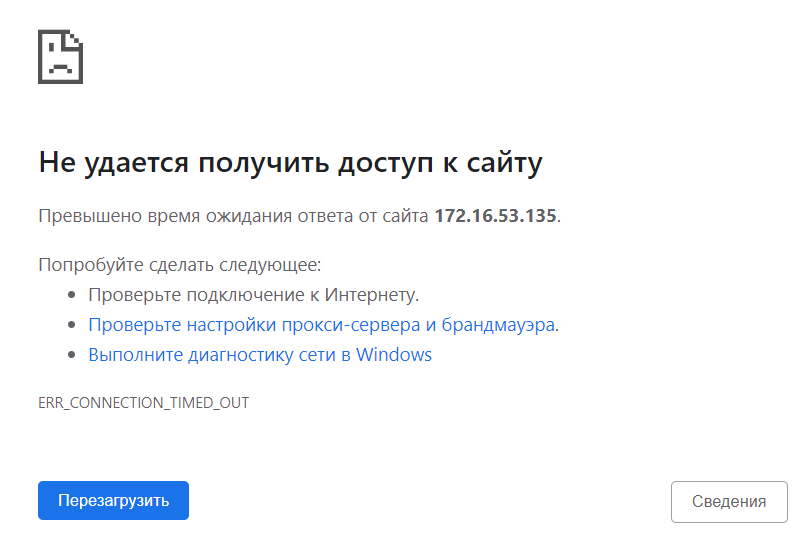 Не удается получить доступ к сайту
Превышено время ожидания ответа от сайта 172.16.53.135.
Попробуйте сделать следующее:
Проверьте подключение к Интернету.
Проверьте настройки прокси-сервера и брандмауэра.
Выполните диагностику сети в Windows
ERR_CONNECTION_TIMED_OUT
Перезагрузить
Сведения